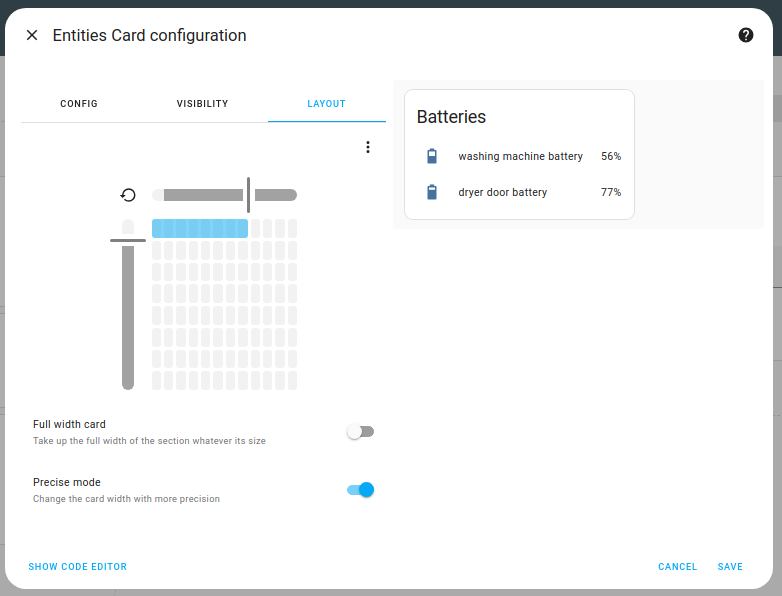 Entities Card configuration
CONFIG
VISIBILITY
LAYOUT
Batteries
washing machine battery 56%
dryer door battery 77%
Full width card
Take up the full width of the section whatever its size
Precise mode
Change the card width with more precision
SHOW CODE EDITOR
CANCEL
SAVE